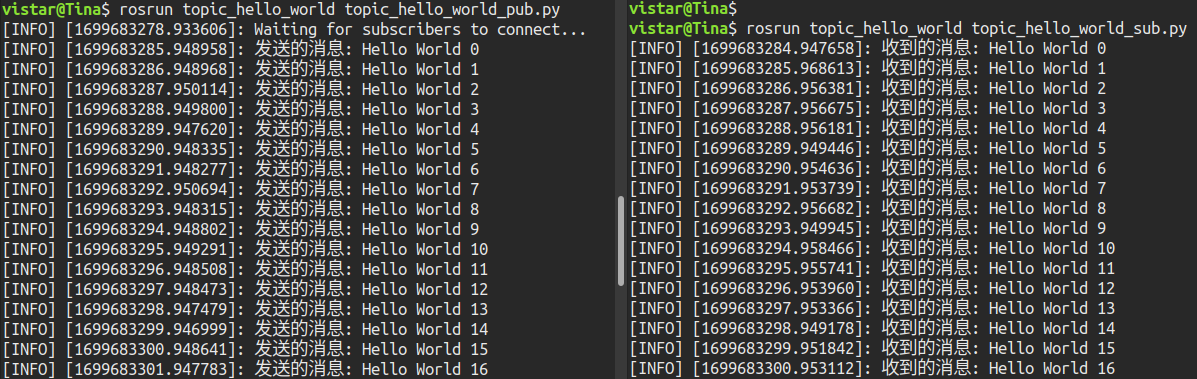 vistar@Tina$ rosrun topic_hello_world topic_hello_world_pub.py
[INFO] [1699683278.933606]: Waiting for subscribers to connect...
[INFO] [1699683285.948958]: 发送的消息: Hello World 0
[INFO] [1699683286.948968]: 发送的消息: Hello World 1
[INFO] [1699683287.950114]: 发送的消息: Hello World 2
[INFO] [1699683288.949800]: 发送的消息: Hello World 3
[INFO] [1699683289.947620]: 发送的消息: Hello World 4
[INFO] [1699683290.948335]: 发送的消息: Hello World 5
[INFO] [1699683291.948277]: 发送的消息: Hello World 6
[INFO] [1699683292.950694]: 发送的消息: Hello World 7
[INFO] [1699683293.948315]: 发送的消息: Hello World 8
[INFO] [1699683294.948802]: 发送的消息: Hello World 9
[INFO] [1699683295.949291]: 发送的消息: Hello World 10
[INFO] [1699683296.948508]: 发送的消息: Hello World 11
[INFO] [1699683297.948473]: 发送的消息: Hello World 12
[INFO] [1699683298.947479]: 发送的消息: Hello World 13
[INFO] [1699683299.946999]: 发送的消息: Hello World 14
[INFO] [1699683300.948641]: 发送的消息: Hello World 15
[INFO] [1699683301.947783]: 发送的消息: Hello World 16
vistar@Tina$
vistar@Tina$ rosrun topic_hello_world topic_hello_world_sub.py
[INFO] [1699683284.947658]: 收到的消息: Hello World 0
[INFO] [1699683285.968613]: 收到的消息: Hello World 1
[INFO] [1699683286.956381]: 收到的消息: Hello World 2
[INFO] [1699683287.956675]: 收到的消息: Hello World 3
[INFO] [1699683288.956181]: 收到的消息: Hello World 4
[INFO] [1699683289.949446]: 收到的消息: Hello World 5
[INFO] [1699683290.954636]: 收到的消息: Hello World 6
[INFO] [1699683291.953739]: 收到的消息: Hello World 7
[INFO] [1699683292.956682]: 收到的消息: Hello World 8
[INFO] [1699683293.949945]: 收到的消息: Hello World 9
[INFO] [1699683294.958466]: 收到的消息: Hello World 10
[INFO] [1699683295.955741]: 收到的消息: Hello World 11
[INFO] [1699683296.953960]: 收到的消息: Hello World 12
[INFO] [1699683297.953366]: 收到的消息: Hello World 13
[INFO] [1699683298.949178]: 收到的消息: Hello World 14
[INFO] [1699683299.951842]: 收到的消息: Hello World 15
[INFO] [1699683300.953112]: 收到的消息: Hello World 16